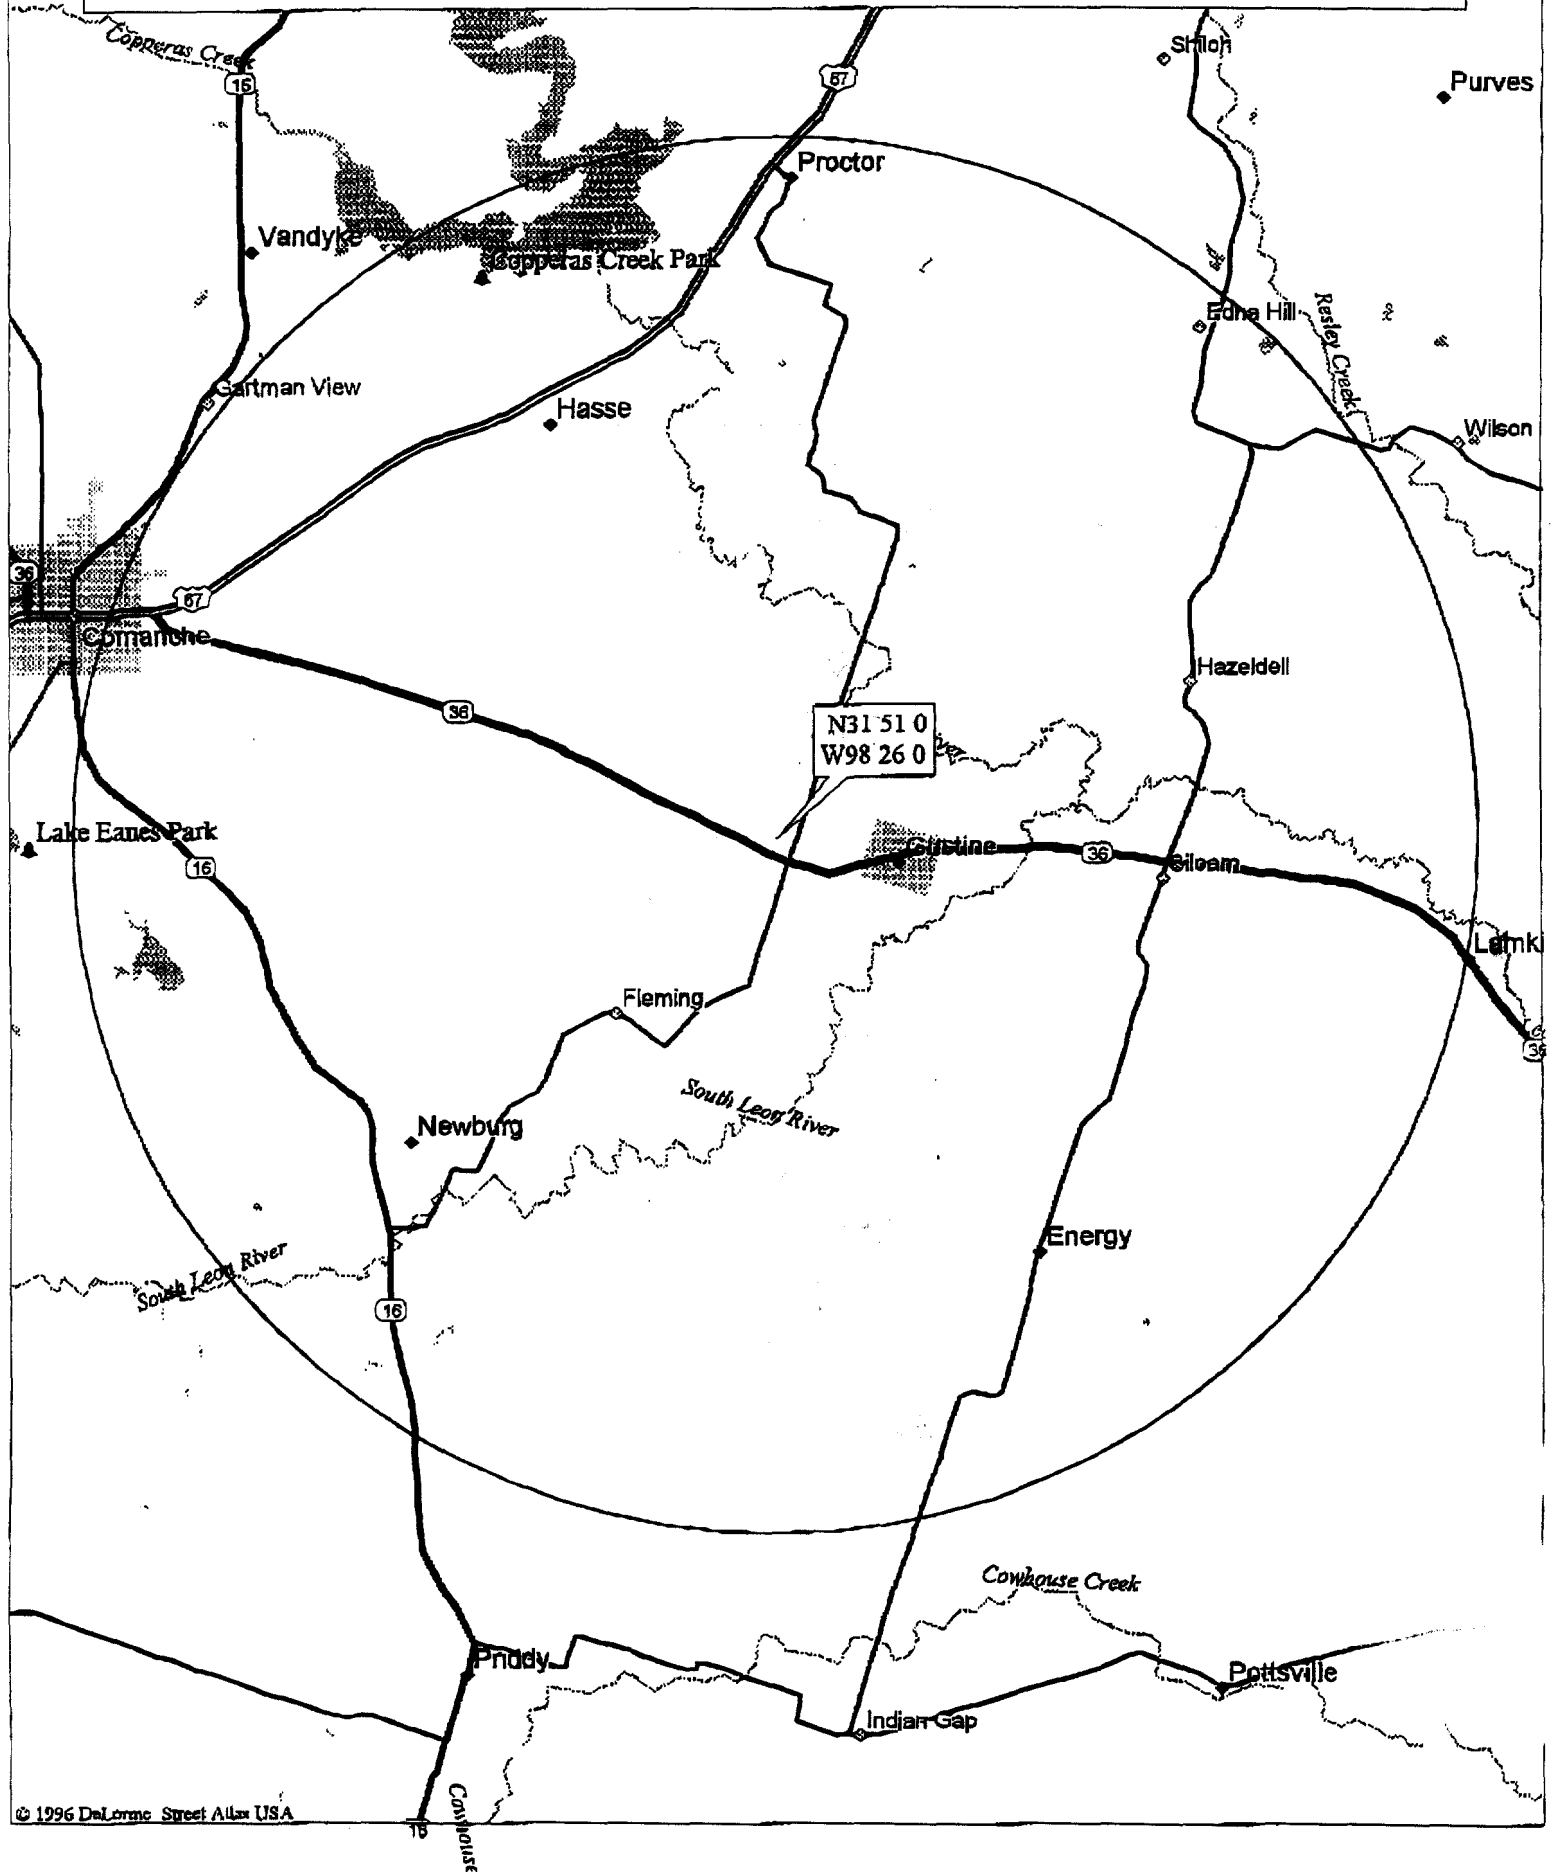 Copperas Creek
16
67
Shiloh
Purves
Proctor
Vandyke
Copperas Creek Park
Edna Hill
Resley Creek
Gartman View
Hasse
Wilson
36
67
Comanche
Hazeldell
36
N31 51 0
W98 26 0
Lake Eanes Park
16
Gustine
36
Siloam
Lamki
36
Fleming
South Leon River
Newburg
Energy
South Leon River
16
Cowhouse Creek
Priddy
Pottsville
Indian Gap
Cowhouse
© 1996 DeLorme Street Atlas USA
16